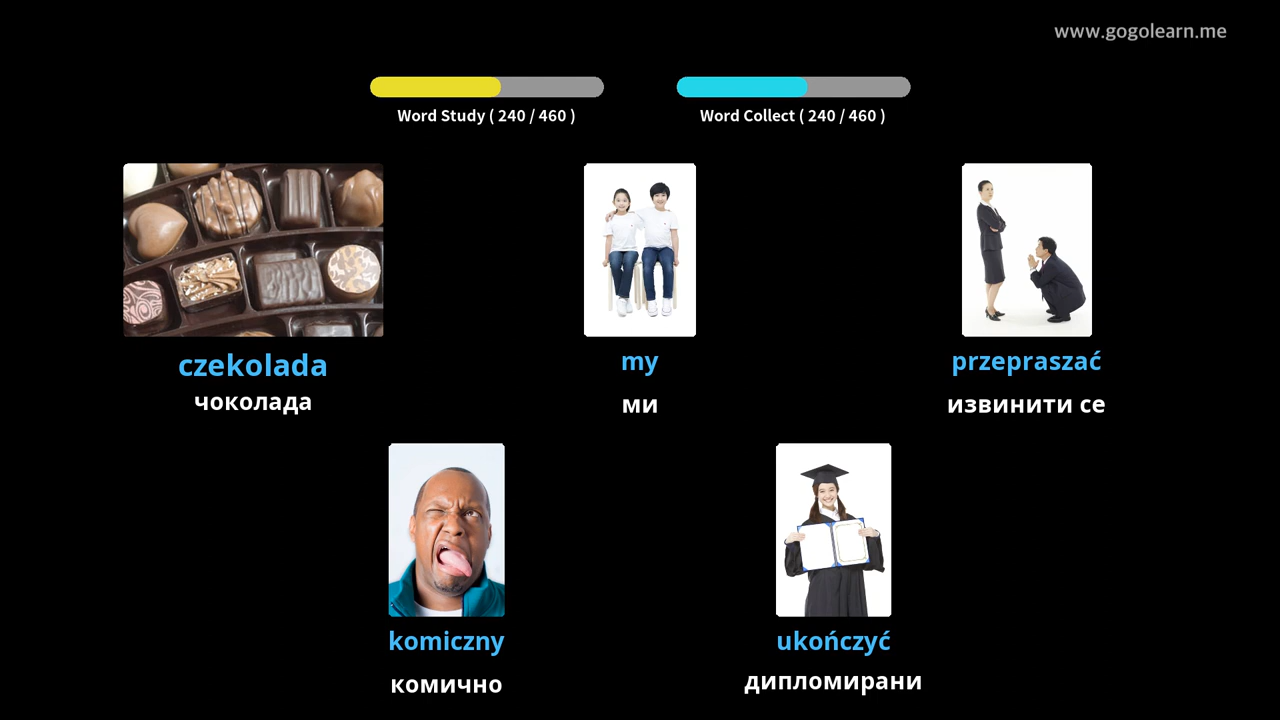 www.gogolearn.me
Word Study ( 240 / 460 )
Word Collect ( 240 / 460 )
czekolada
чоколада
my
ми
przepraszać
извинити се
komiczny
комично
ukończyć
дипломирани